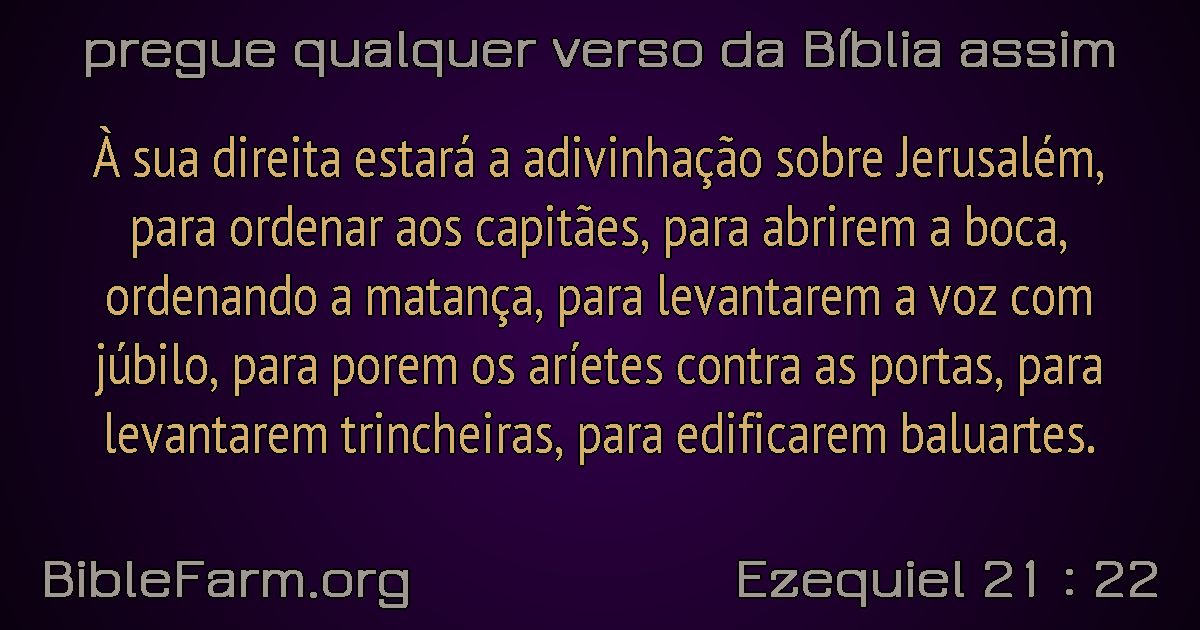 pregue qualquer verso da Bíblia assim
À sua direita estará a adivinhação sobre Jerusalém,
para ordenar aos capitães, para abrirem a boca,
ordenando a matança, para levantarem a voz com
júbilo, para porem os aríetes contra as portas, para
levantarem trincheiras, para edificarem baluartes.
BibleFarm.org
Ezequiel 21 : 22